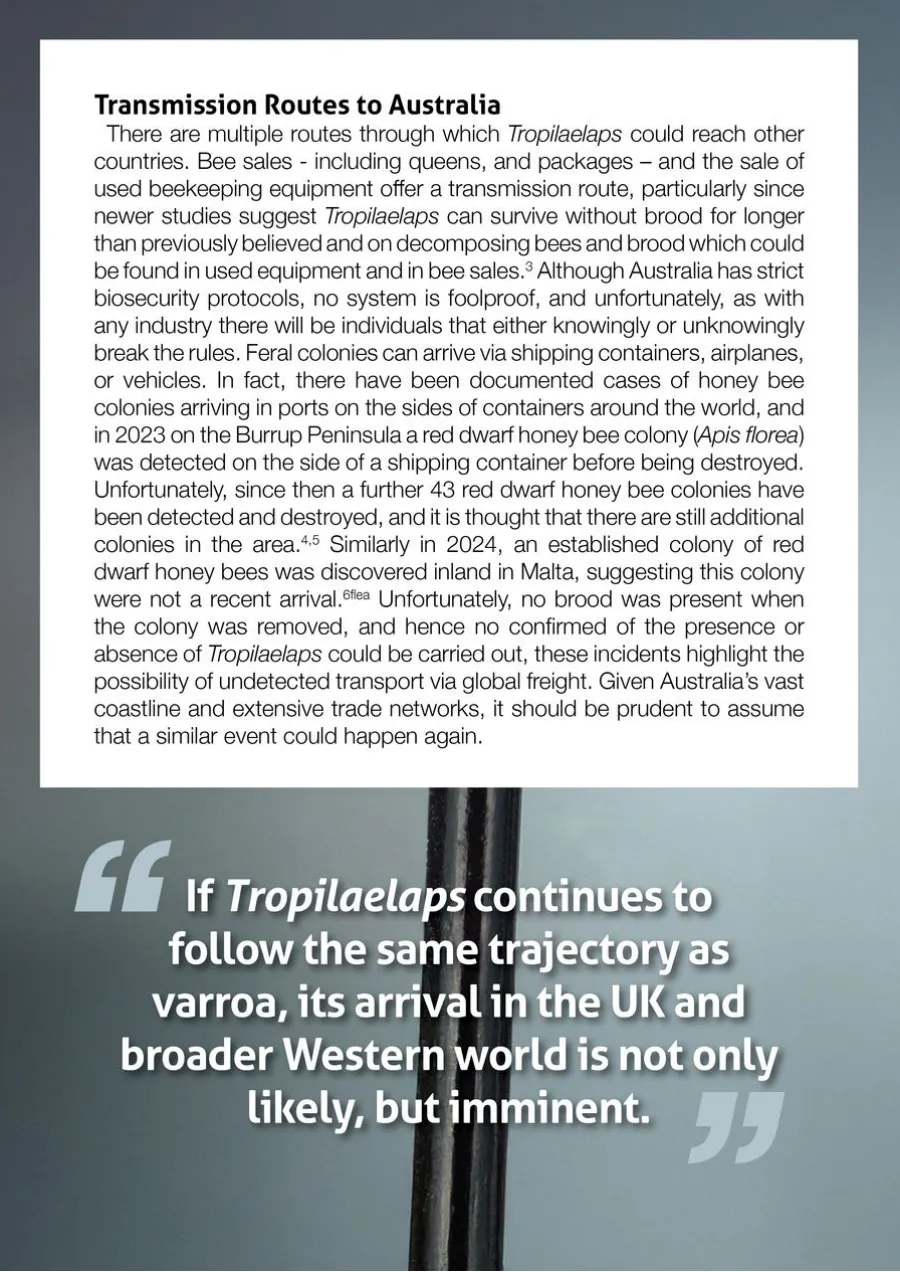 Transmission Routes to Australia
There are multiple routes through which Tropilaelaps could reach other
countries. Bee sales - including queens, and packages – and the sale of
used beekeeping equipment offer a transmission route, particularly since
newer studies suggest Tropilaelaps can survive without brood for longer
than previously believed and on decomposing bees and brood which could
be found in used equipment and in bee sales.3 Although Australia has strict
biosecurity protocols, no system is foolproof, and unfortunately, as with
any industry there will be individuals that either knowingly or unknowingly
break the rules. Feral colonies can arrive via shipping containers, airplanes,
or vehicles. In fact, there have been documented cases of honey bee
colonies arriving in ports on the sides of containers around the world, and
in 2023 on the Burrup Peninsula a red dwarf honey bee colony (Apis florea)
was detected on the side of a shipping container before being destroyed.
Unfortunately, since then a further 43 red dwarf honey bee colonies have
been detected and destroyed, and it is thought that there are still additional
colonies in the area.4,5 Similarly in 2024, an established colony of red
dwarf honey bees was discovered inland in Malta, suggesting this colony
were not a recent arrival.6flea Unfortunately, no brood was present when
the colony was removed, and hence no confirmed of the presence or
absence of Tropilaelaps could be carried out, these incidents highlight the
possibility of undetected transport via global freight. Given Australia’s vast
coastline and extensive trade networks, it should be prudent to assume
that a similar event could happen again.
“ If Tropilaelaps continues to
follow the same trajectory as
varroa, its arrival in the UK and
broader Western world is not only
likely, but imminent. ”